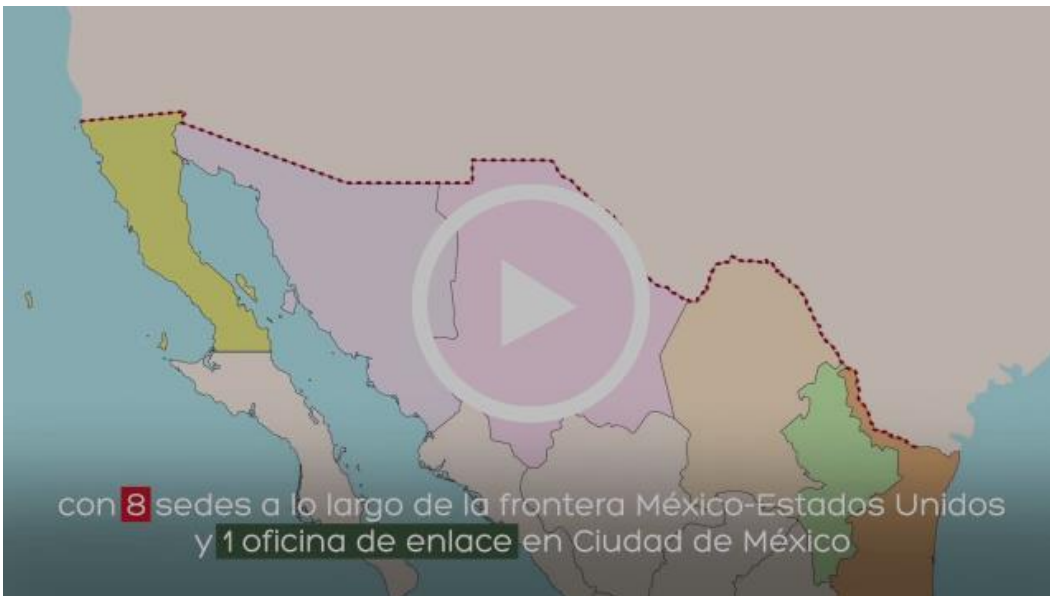 con 8 sedes a lo largo de la frontera México-Estados Unidos
y 1 oficina de enlace en Ciudad de México